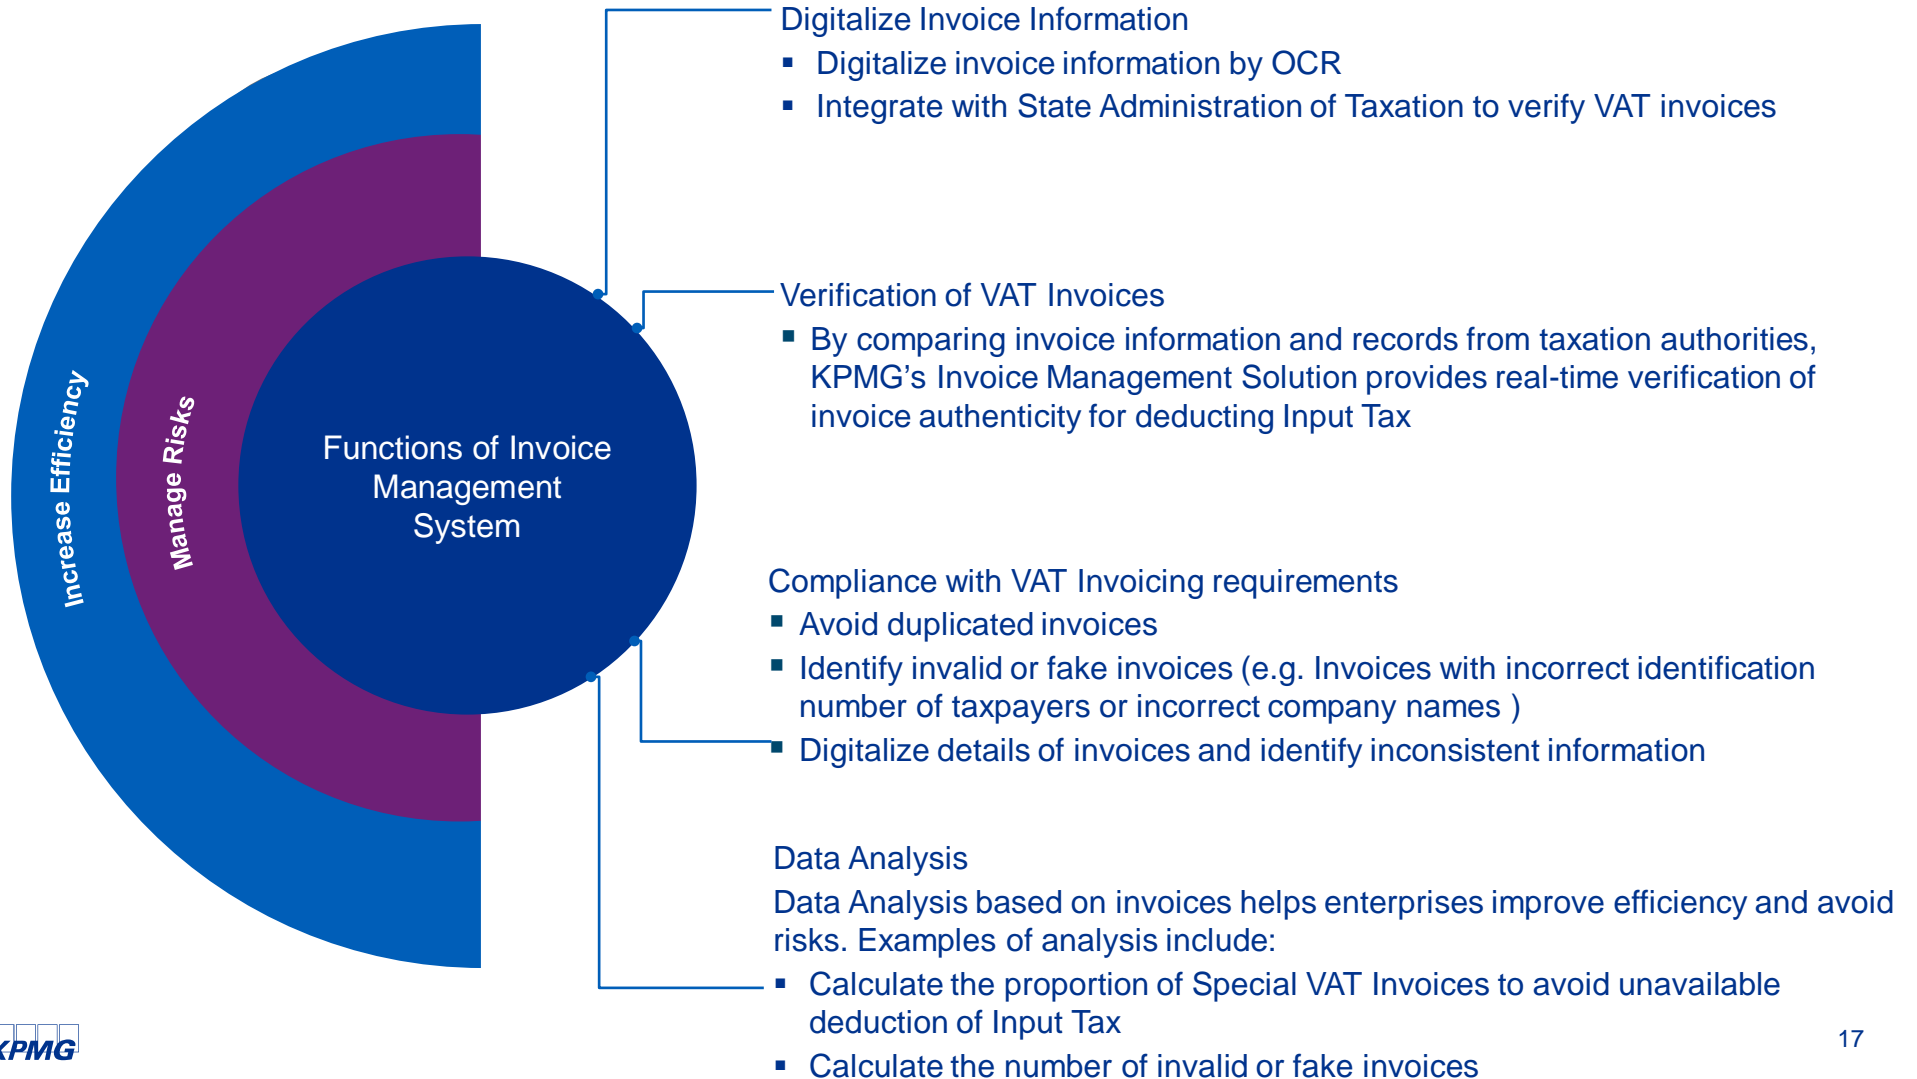 Digitalize Invoice Information
▪ Digitalize invoice information by OCR
▪ Integrate with State Administration of Taxation to verify VAT invoices
Verification of VAT Invoices
▪ By comparing invoice information and records from taxation authorities,
KPMG’s Invoice Management Solution provides real-time verification of
invoice authenticity for deducting Input Tax
Increase Efficiency
Manage Risks
Functions of Invoice
Management
System
Compliance with VAT Invoicing requirements
▪ Avoid duplicated invoices
▪ Identify invalid or fake invoices (e.g. Invoices with incorrect identification
number of taxpayers or incorrect company names )
▪ Digitalize details of invoices and identify inconsistent information
Data Analysis
Data Analysis based on invoices helps enterprises improve efficiency and avoid
risks. Examples of analysis include:
▪ Calculate the proportion of Special VAT Invoices to avoid unavailable
deduction of Input Tax
▪ Calculate the number of invalid or fake invoices
KPMG
17